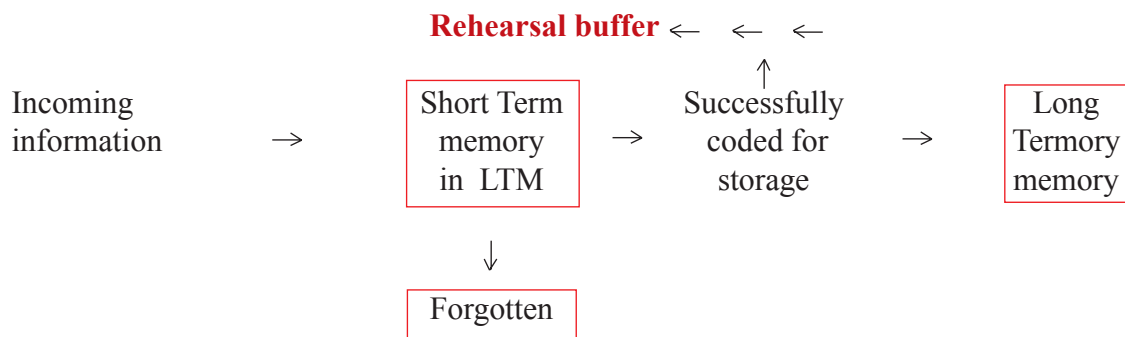 Rehearsal buffer ← ← ←
Incoming
information
→
Short Term
memory
in LTM
→
↑
Successfully
coded for
storage
→
Long
Termory
memory
↓
Forgotten